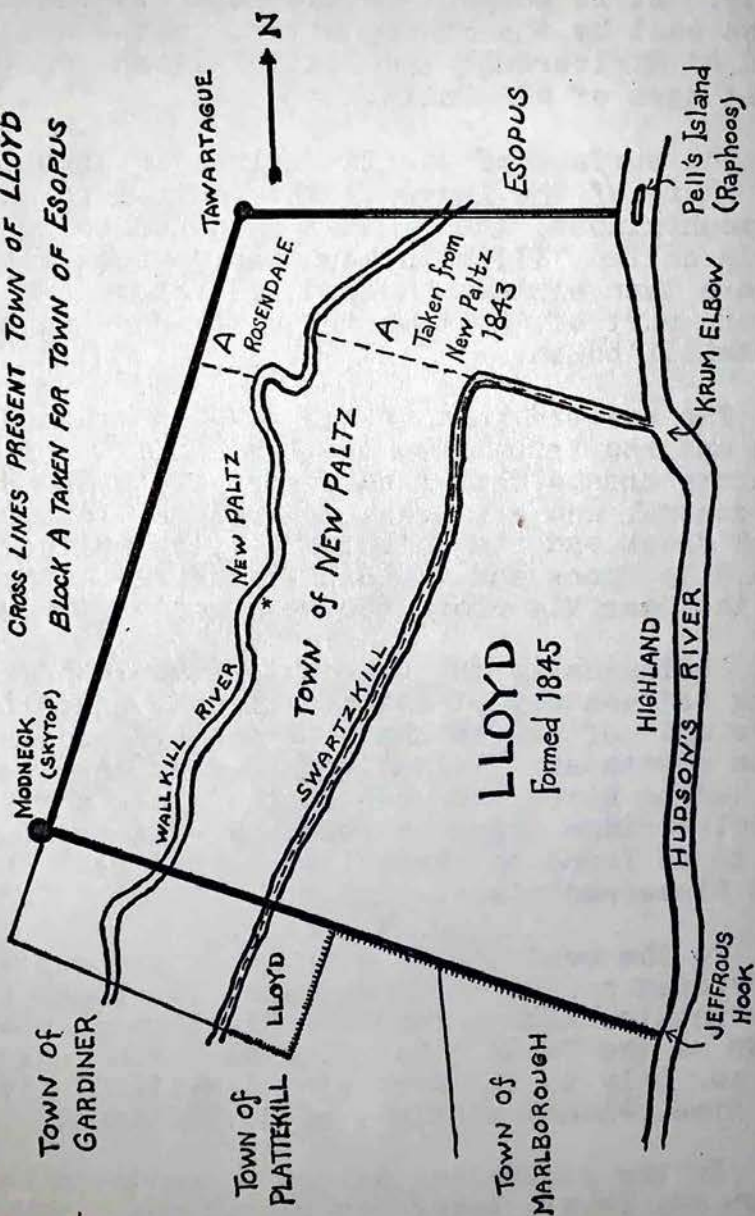 CROSS LINES PRESENT TOWN OF LLOYD
BLOCK A TAKEN FOR TOWN OF ESOPUS
N
TAWARTAGUE
MODNECK
(SKYTOP)
A
ROSENDALE
ESOPUS
A
Taken from
New Paltz
1843
Pell's Island
(Raphoos)
KRUM ELBOW
NEW PALTZ
WALLKILL RIVER
*
TOWN of NEW PALTZ
SWARTZKILL
LLOYD
Formed 1845
HIGHLAND
HUDSON'S RIVER
TOWN OF
GARDINER
TOWN OF
PLATTEKILL
LLOYD
TOWN of
MARLBOROUGH
JEFFROUS
HOOK